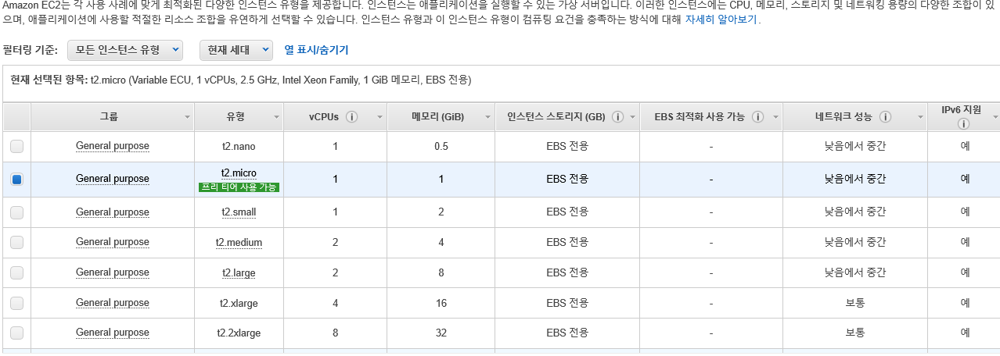 Amazon EC2는 각 사용 사례에 맞게 최적화된 다양한 인스턴스 유형을 제공합니다. 인스턴스는 애플리케이션을 실행할 수 있는 가상 서버입니다. 이러한 인스턴스에는 CPU, 메모리, 스토리지 및 네트워킹 용량의 다양한 조합이 있
으며, 애플리케이션에 사용할 적절한 리소스 조합을 유연하게 선택할 수 있습니다. 인스턴스 유형과 이 인스턴스 유형이 컴퓨팅 요건을 충족하는 방식에 대해 자세히 알아보기.
필터링 기준: 모든 인스턴스 유형 현재 세대 열 표시/숨기기
현재 선택된 항목: t2.micro (Variable ECU, 1 vCPUs, 2.5 GHz, Intel Xeon Family, 1 GiB 메모리, EBS 전용)
그룹 유형 vCPUs 메모리 (GiB) 인스턴스 스토리지 (GB) EBS 최적화 사용 가능 네트워크 성능 IPv6 지원
General purpose t2.nano 1 0.5 EBS 전용 - 낮음에서 중간 예
General purpose t2.micro 1 1 EBS 전용 - 낮음에서 중간 예
프리 티어 사용 가능
General purpose t2.small 1 2 EBS 전용 - 낮음에서 중간 예
General purpose t2.medium 2 4 EBS 전용 - 낮음에서 중간 예
General purpose t2.large 2 8 EBS 전용 - 낮음에서 중간 예
General purpose t2.xlarge 4 16 EBS 전용 - 보통 예
General purpose t2.2xlarge 8 32 EBS 전용 - 보통 예